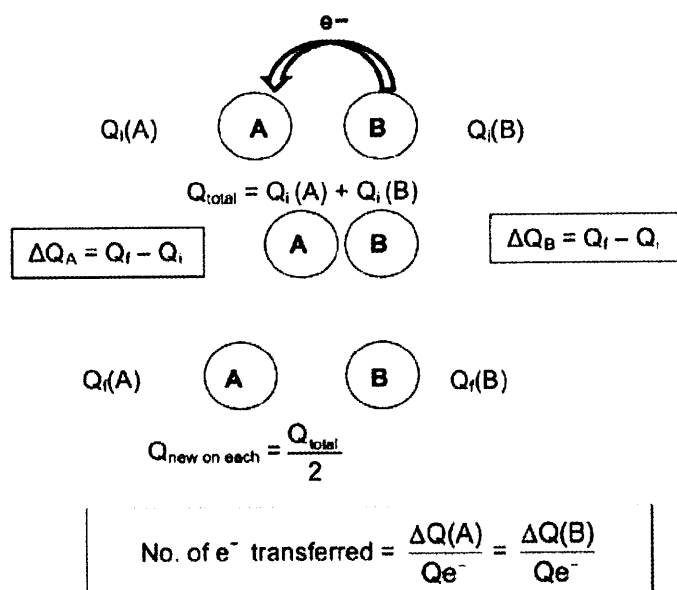 e−
Qᵢ(A) A B Qᵢ(B)
Q_total = Qᵢ (A) + Qᵢ (B)
ΔQ_A = Q_f − Qᵢ A B ΔQ_B = Q_f − Qᵢ
Q_f(A) A B Q_f(B)
Q_new on each = Q_total / 2
No. of e⁻ transferred = ΔQ(A) / Qe⁻ = ΔQ(B) / Qe⁻